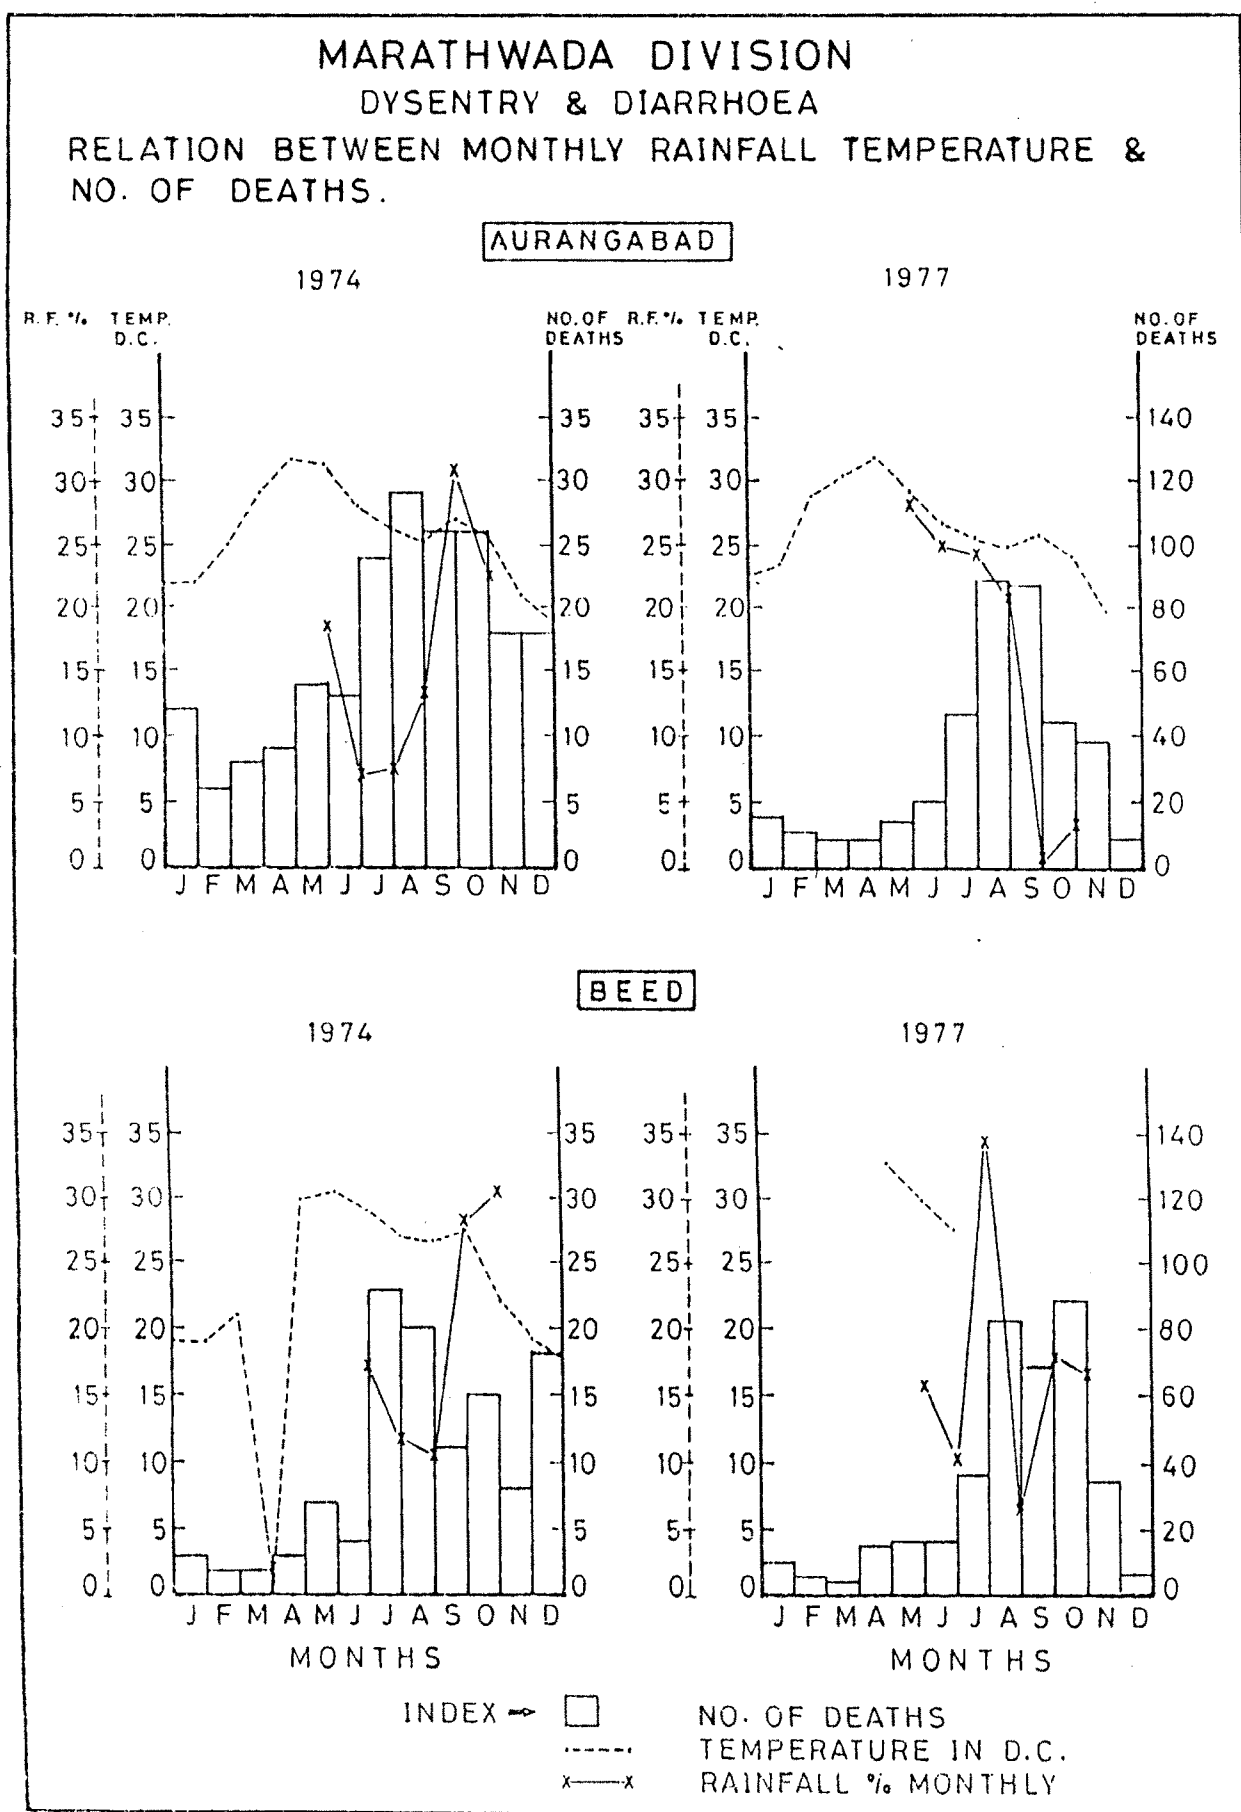 MARATHWADA DIVISION
DYSENTRY & DIARRHOEA
RELATION BETWEEN MONTHLY RAINFALL TEMPERATURE &
NO. OF DEATHS.
AURANGABAD
1974 1977
R.F. % TEMP. D.C. NO. OF DEATHS R.F. % TEMP. D.C. NO. OF DEATHS
35 35 35 35 35 140
30 30 30 30 30 120
25 25 25 25 25 100
20 20 20 20 20 80
15 15 15 15 15 60
10 10 10 10 10 40
5 5 5 5 5 20
0 0 0 0 0 0
J F M A M J J A S O N D J F M A M J J A S O N D
BEED
1974 1977
35 35 35 35 35 140
30 30 30 30 30 120
25 25 25 25 25 100
20 20 20 20 20 80
15 15 15 15 15 60
10 10 10 10 10 40
5 5 5 5 5 20
0 0 0 0 0 0
J F M A M J J A S O N D J F M A M J J A S O N D
MONTHS MONTHS
INDEX → NO. OF DEATHS
TEMPERATURE IN D.C.
x—x RAINFALL % MONTHLY